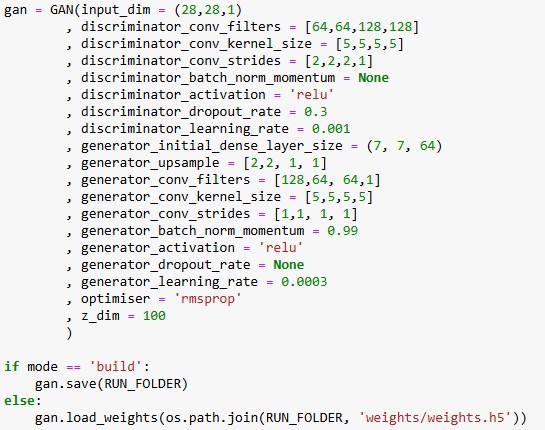 gan = GAN(input_dim = (28,28,1)
        , discriminator_conv_filters = [64,64,128,128]
        , discriminator_conv_kernel_size = [5,5,5,5]
        , discriminator_conv_strides = [2,2,2,1]
        , discriminator_batch_norm_momentum = None
        , discriminator_activation = 'relu'
        , discriminator_dropout_rate = 0.3
        , discriminator_learning_rate = 0.001
        , generator_initial_dense_layer_size = (7, 7, 64)
        , generator_upsample = [2,2, 1, 1]
        , generator_conv_filters = [128,64, 64,1]
        , generator_conv_kernel_size = [5,5,5,5]
        , generator_conv_strides = [1,1, 1, 1]
        , generator_batch_norm_momentum = 0.99
        , generator_activation = 'relu'
        , generator_dropout_rate = None
        , generator_learning_rate = 0.0003
        , optimiser = 'rmsprop'
        , z_dim = 100
        )

if mode == 'build':
    gan.save(RUN_FOLDER)
else:
    gan.load_weights(os.path.join(RUN_FOLDER, 'weights/weights.h5'))